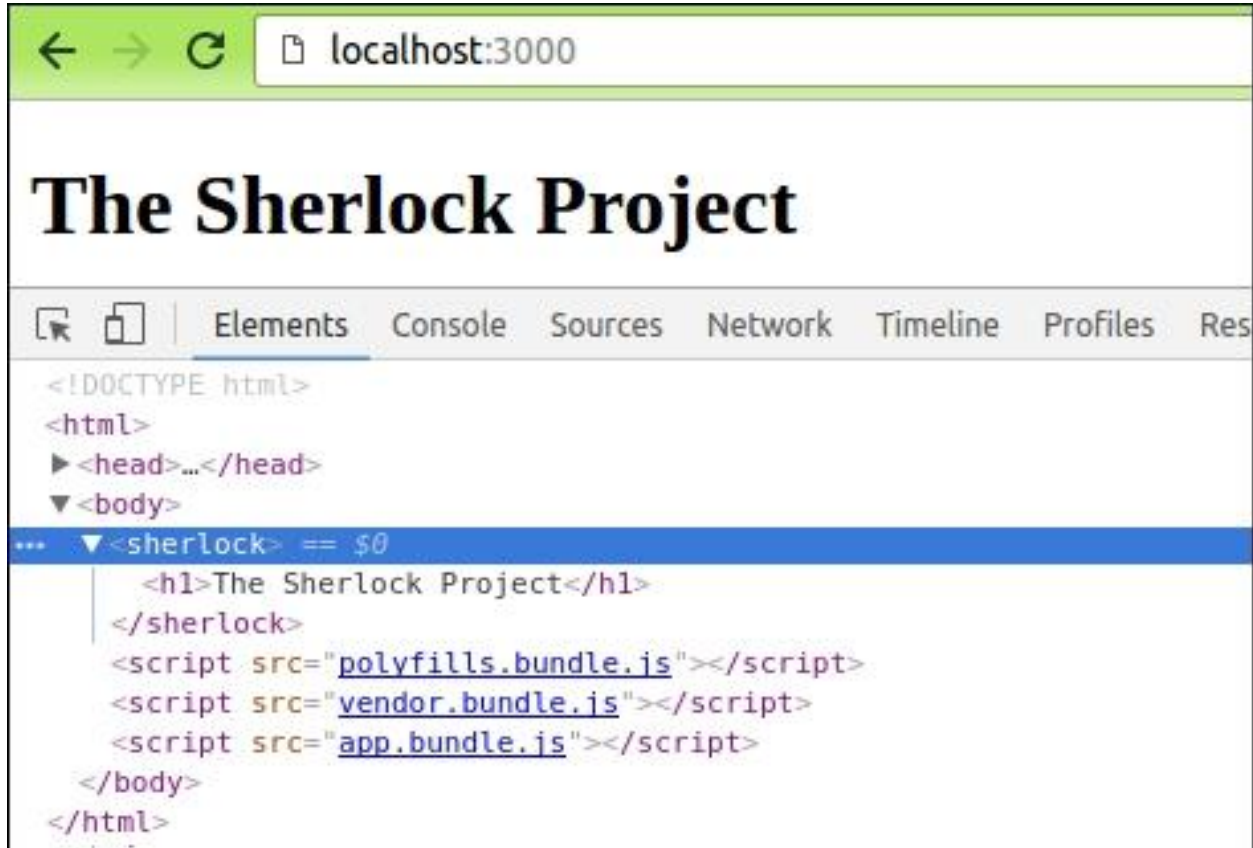 localhost:3000
The Sherlock Project
Elements Console Sources Network Timeline Profiles Res
<!DOCTYPE html>
<html>
<head>…</head>
<body>
••• <sherlock> == $0
<h1>The Sherlock Project</h1>
</sherlock>
<script src="polyfills.bundle.js"></script>
<script src="vendor.bundle.js"></script>
<script src="app.bundle.js"></script>
</body>
</html>